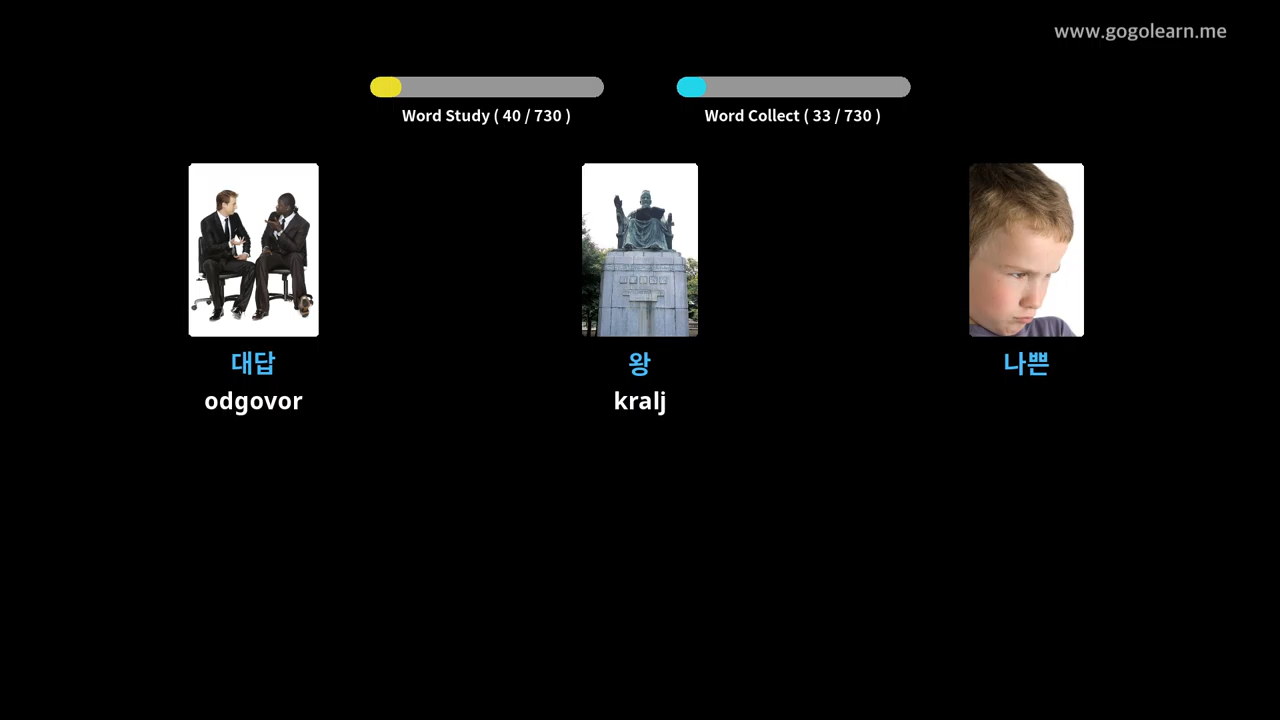 www.gogolearn.me
Word Study ( 40 / 730 )
Word Collect ( 33 / 730 )
대답
odgovor
왕
kralj
나쁜